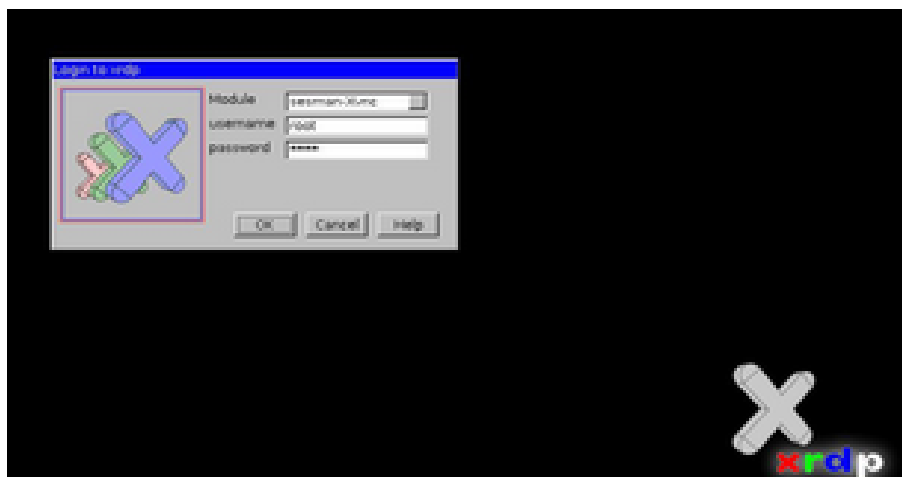 Login to xrdp
Module
sesman-Xvnc
username
root
password
*****
OK
Cancel
Help
xrdp